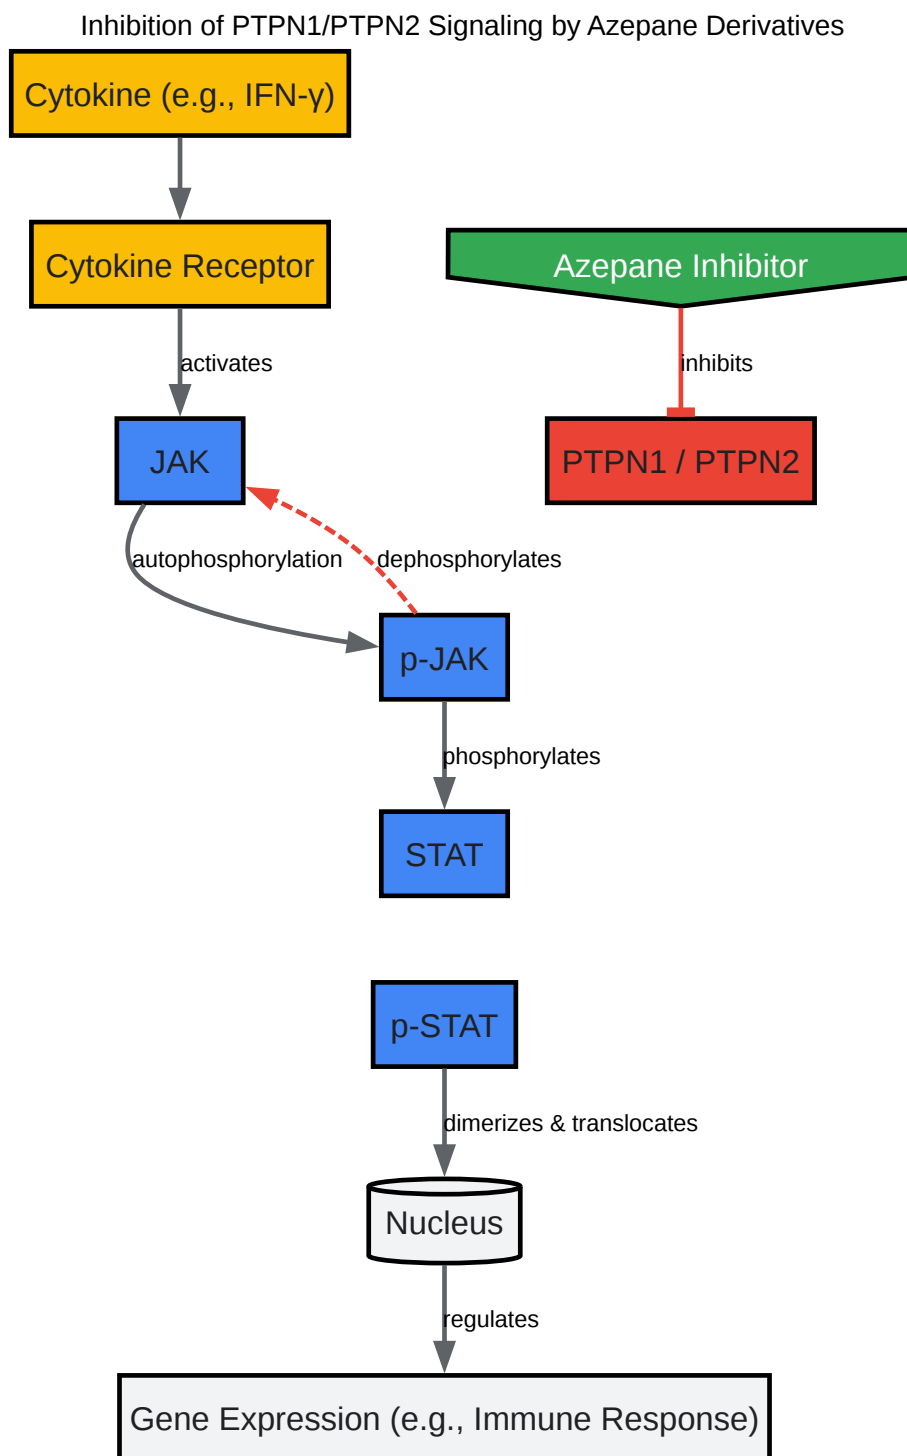 Inhibition of PTPN1/PTPN2 Signaling by Azepane Derivatives
Cytokine (e.g., IFN-γ)
Cytokine Receptor
Azepane Inhibitor
activates
inhibits
JAK
PTPN1 / PTPN2
autophosphorylation
dephosphorylates
p-JAK
phosphorylates
STAT
p-STAT
dimerizes & translocates
Nucleus
regulates
Gene Expression (e.g., Immune Response)